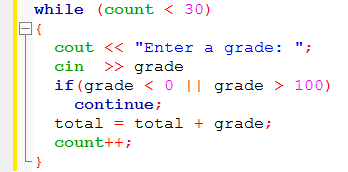 while (count < 30)
{
cout << "Enter a grade: ";
cin >> grade
if(grade < 0 || grade > 100)
continue;
total = total + grade;
count++;
}